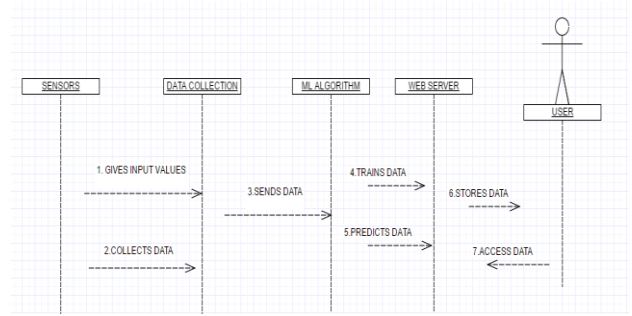 SENSORS
DATA COLLECTION
ML ALGORITHM
WEB SERVER
USER
1. GIVES INPUT VALUES
2.COLLECTS DATA
3.SENDS DATA
4.TRAINS DATA
5.PREDICTS DATA
6.STORES DATA
7.ACCESS DATA